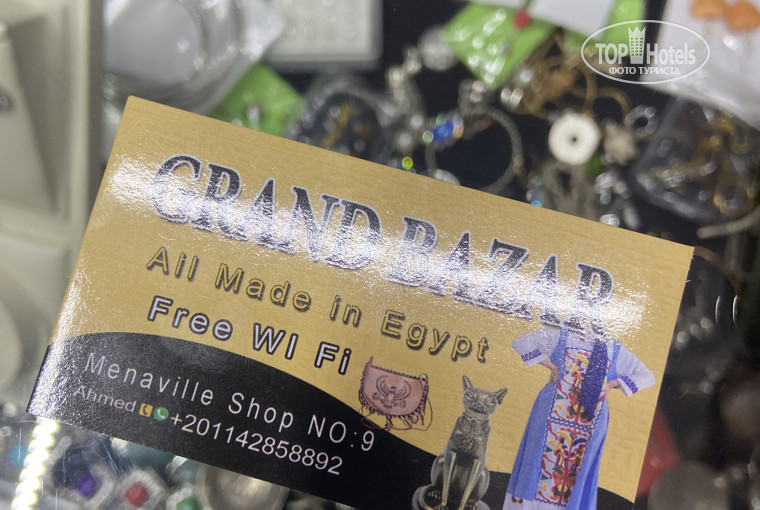 TOP Hotels
ФОТО ТУРИСТА
GRAND BAZAR
All Made in Egypt
Free WI Fi
Menaville Shop NO:9
Ahmed +201142858892